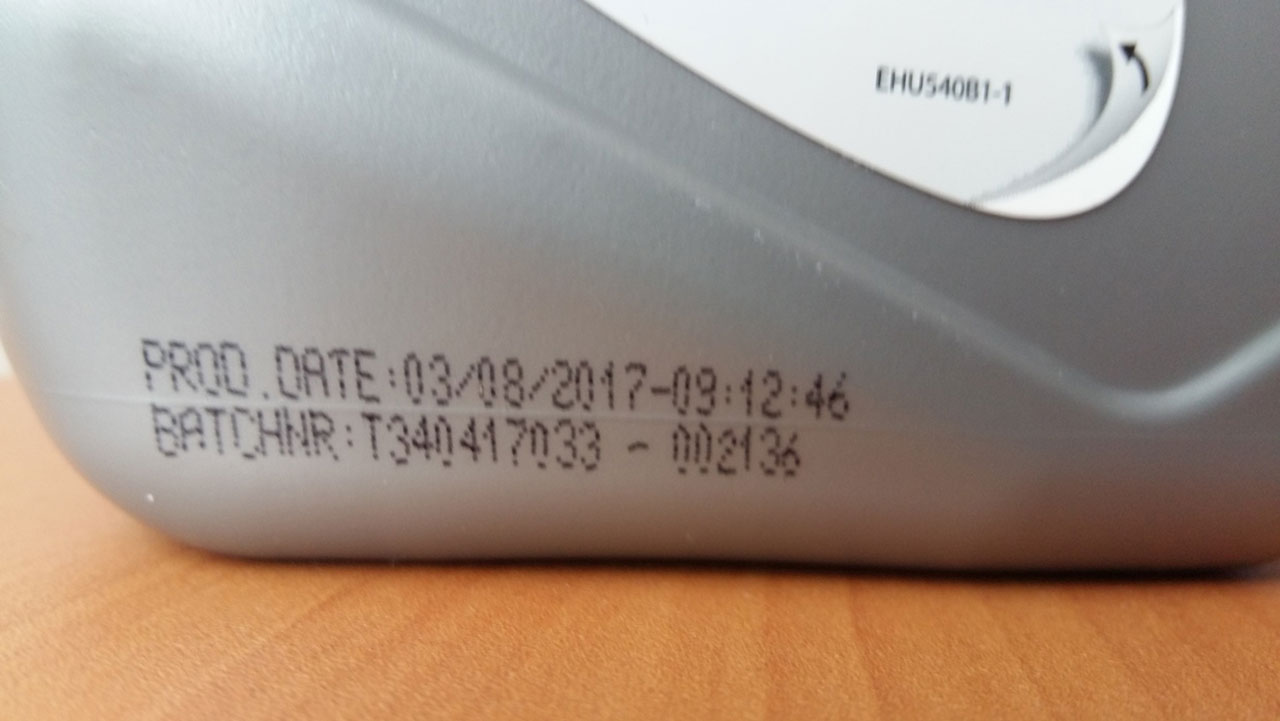 EHU540B1-1
PROD.DATE:03/08/2017-09:12:46
BATCHNR:T340417033 - 002136